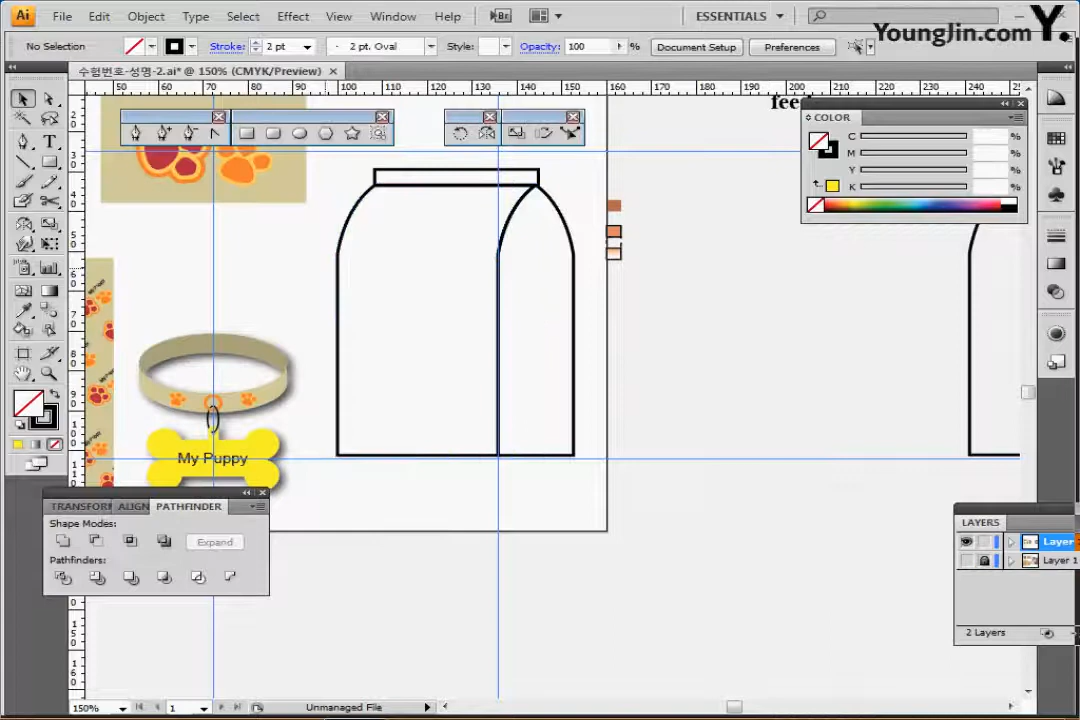 Ai File Edit Object Type Select Effect View Window Help Br ESSENTIALS
YoungJin.com Y.
No Selection Stroke: 2 pt 2 pt. Oval Style: Opacity: 100 % Document Setup Preferences
수험번호-성명-2.ai* @ 150% (CMYK/Preview)
50 60 70 80 90 100 110 120 130 140 150 160 170 180 190 200 210 220 230 240
feed
COLOR
C %
M %
Y %
K %
My Puppy
TRANSFORM ALIGN PATHFINDER
Shape Modes:
Expand
Pathfinders:
LAYERS
Layer
Layer 1
2 Layers
150% 1 Unmanaged File